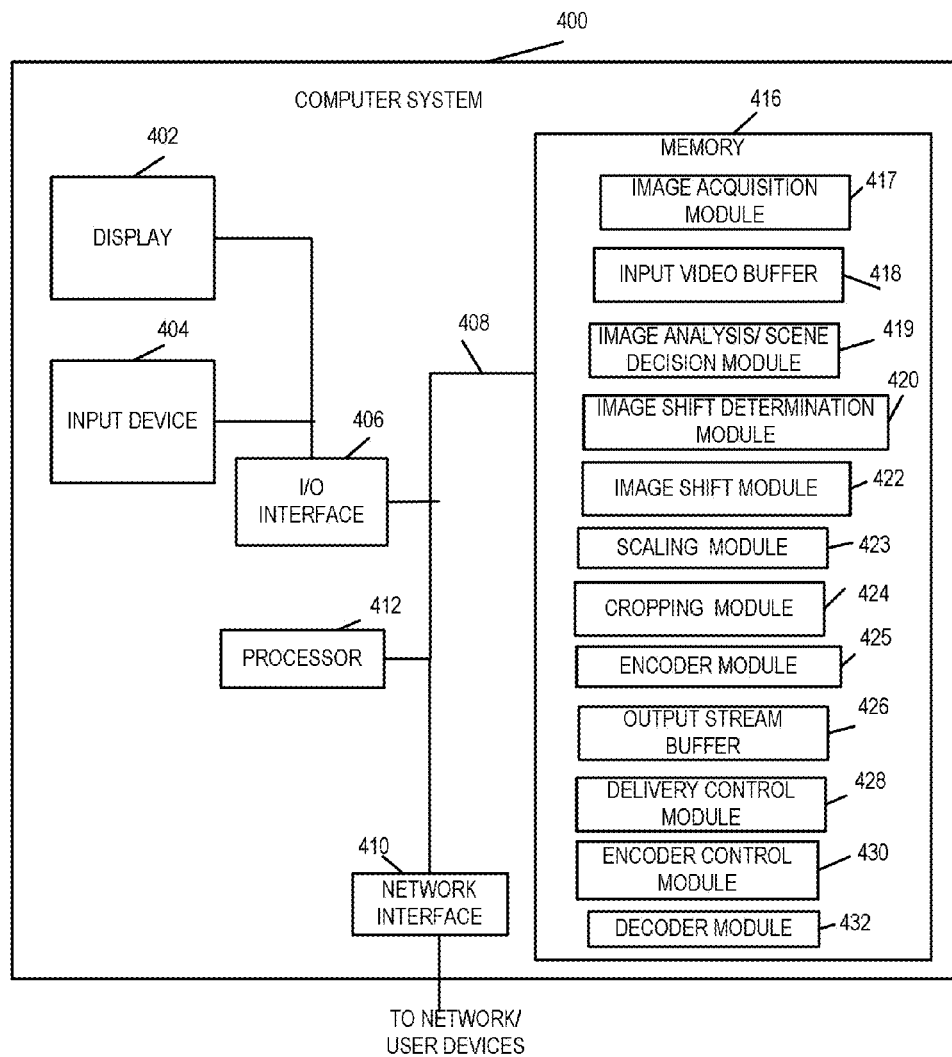 400
COMPUTER SYSTEM
402
DISPLAY
404
INPUT DEVICE
406
I/O
INTERFACE
408
412
PROCESSOR
410
NETWORK
INTERFACE
TO NETWORK/
USER DEVICES
416
MEMORY
IMAGE ACQUISITION
MODULE
417
INPUT VIDEO BUFFER
418
IMAGE ANALYSIS/ SCENE
DECISION MODULE
419
IMAGE SHIFT DETERMINATION
MODULE
420
IMAGE SHIFT MODULE
422
SCALING MODULE
423
CROPPING MODULE
424
ENCODER MODULE
425
OUTPUT STREAM
BUFFER
426
DELIVERY CONTROL
MODULE
428
ENCODER CONTROL
MODULE
430
DECODER MODULE
432